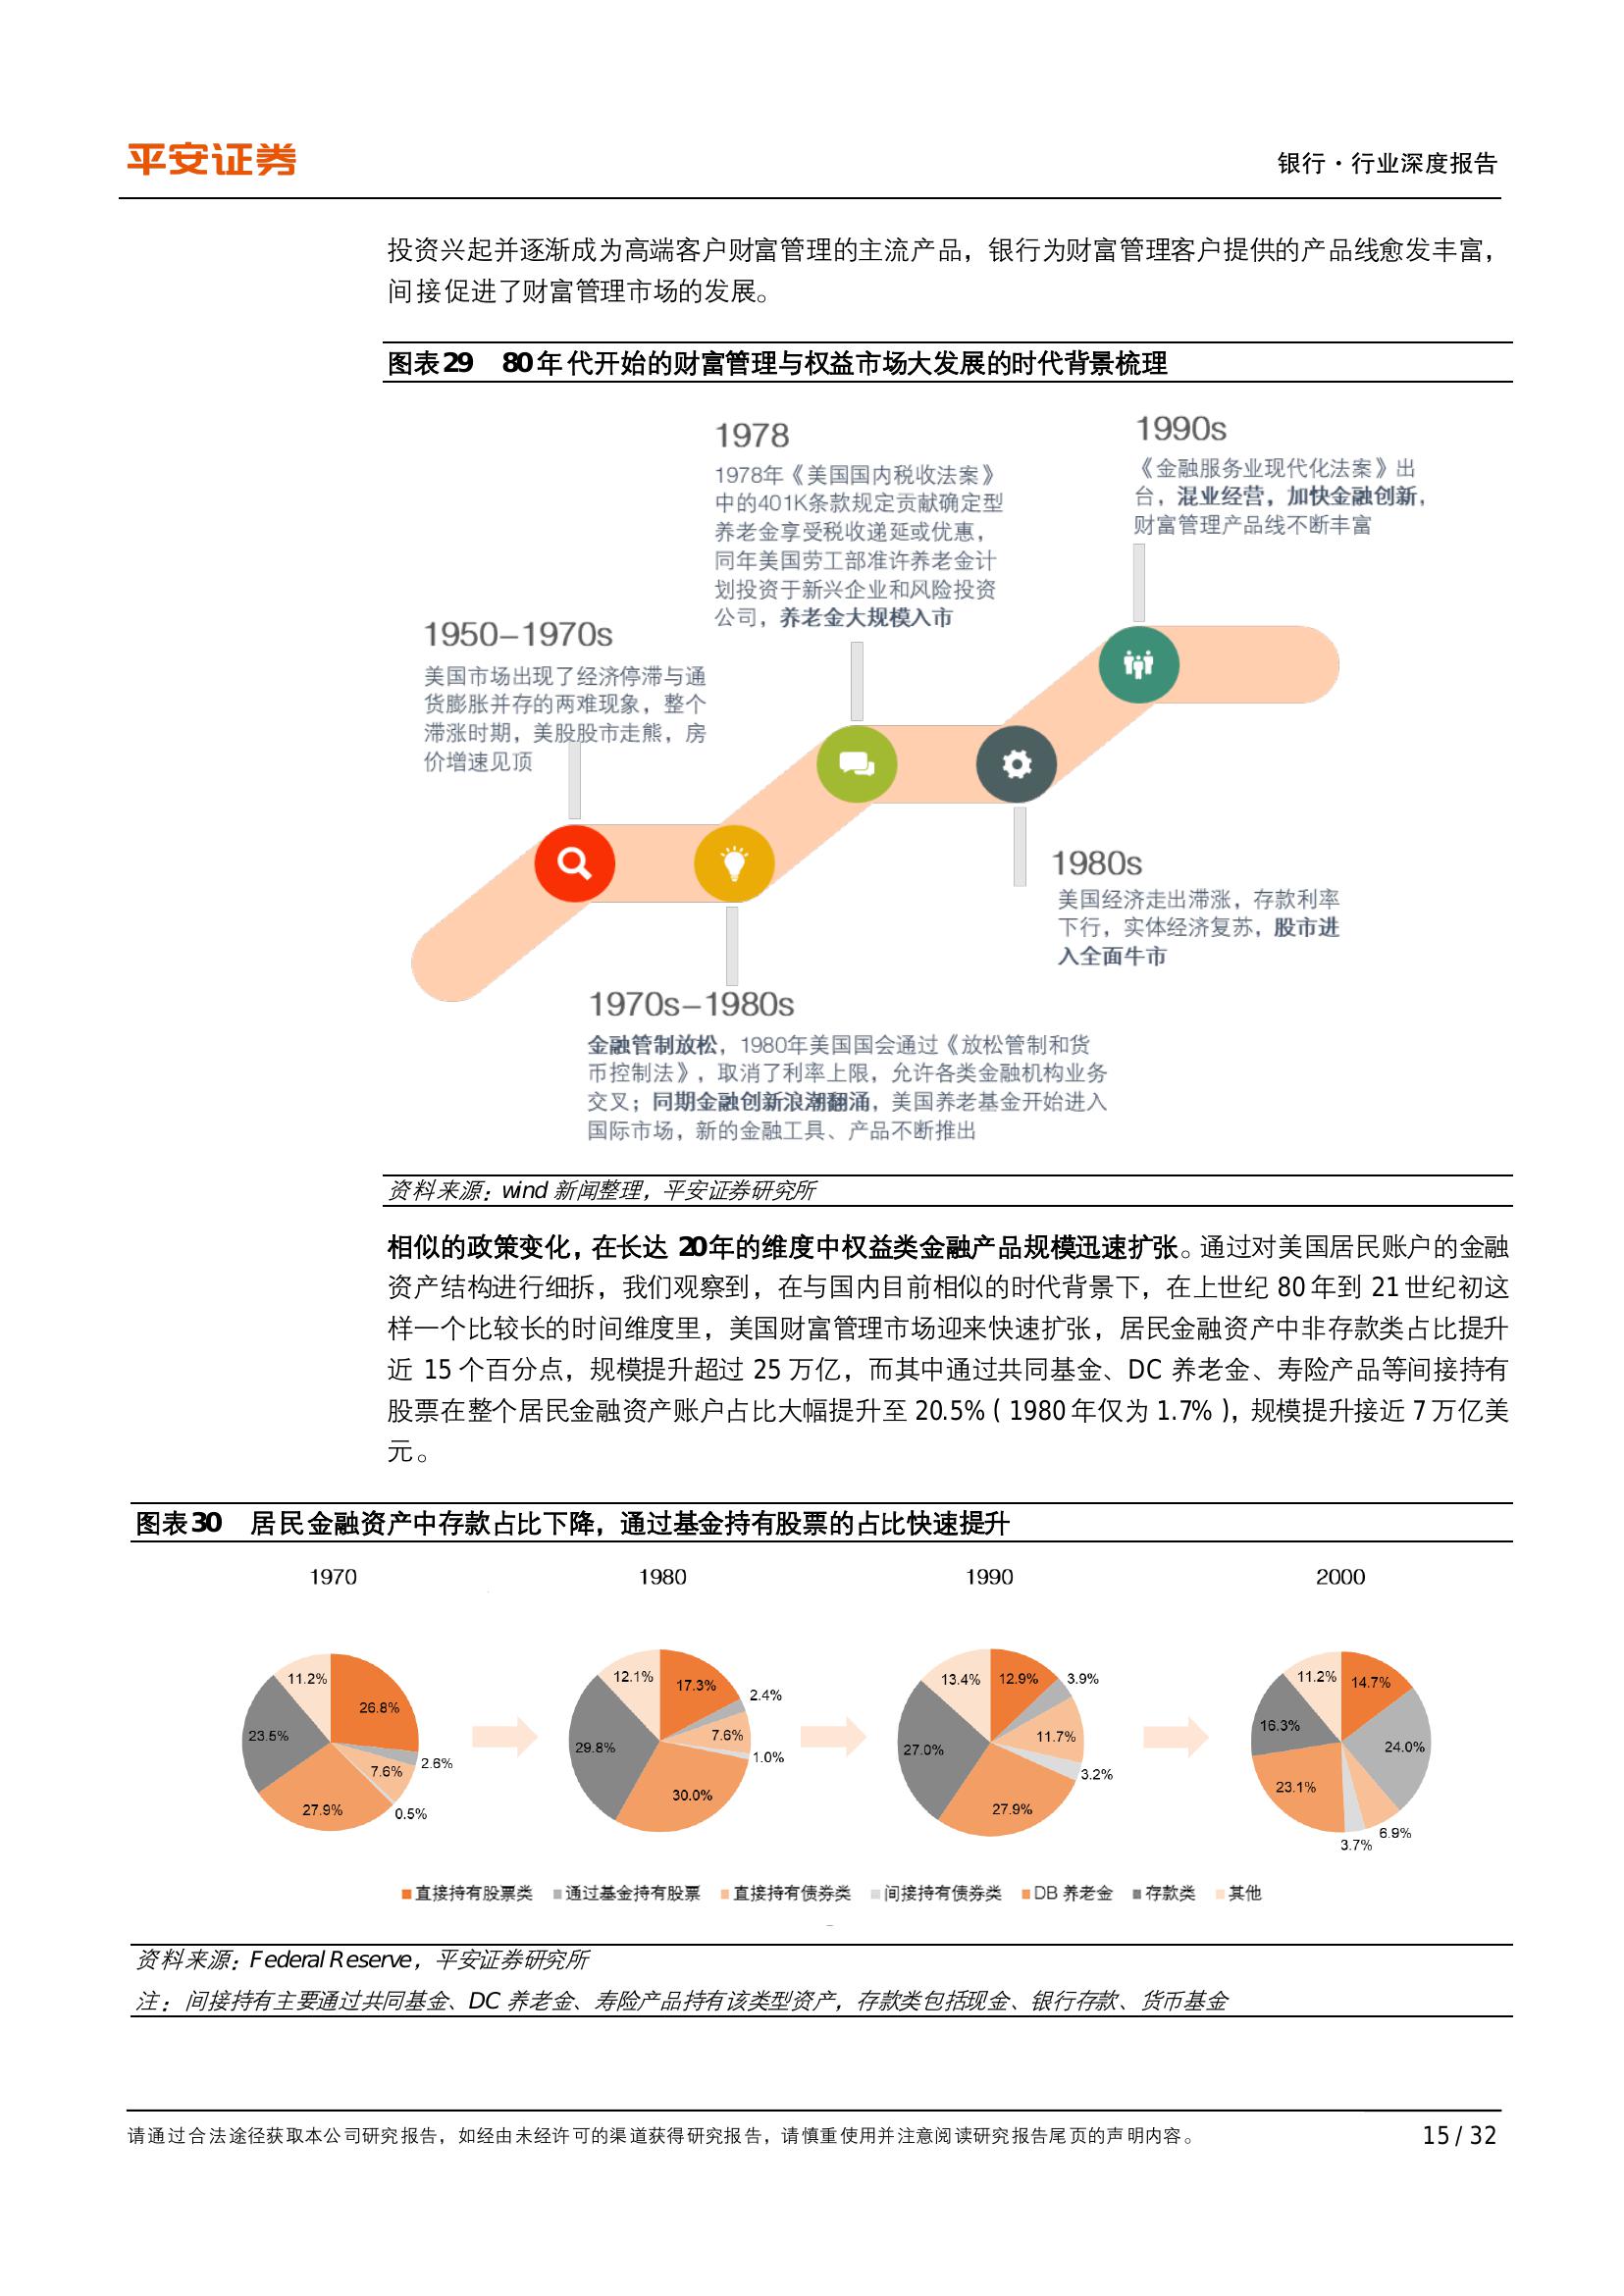 平安证券
银行·行业深度报告
投资兴起并逐渐成为高端客户财富管理的主流产品，银行为财富管理客户提供的产品线愈发丰富，
间接促进了财富管理市场的发展。
图表29 80年代开始的财富管理与权益市场大发展的时代背景梳理
1978
1978年《美国国内税收法案》
中的401K条款规定贡献确定型
养老金享受税收递延或优惠，
同年美国劳工部准许养老金计
划投资于新兴企业和风险投资
公司，养老金大规模入市
1990s
《金融服务业现代化法案》出
台，混业经营，加快金融创新，
财富管理产品线不断丰富
1950–1970s
美国市场出现了经济停滞与通
货膨胀并存的两难现象，整个
滞涨时期，美股股市走熊，房
价增速见顶
1980s
美国经济走出滞涨，存款利率
下行，实体经济复苏，股市进
入全面牛市
1970s–1980s
金融管制放松，1980年美国国会通过《放松管制和货
币控制法》，取消了利率上限，允许各类金融机构业务
交叉；同期金融创新浪潮翻涌，美国养老基金开始进入
国际市场，新的金融工具、产品不断推出
资料来源：wind 新闻整理，平安证券研究所
相似的政策变化，在长达 20年的维度中权益类金融产品规模迅速扩张。通过对美国居民账户的金融
资产结构进行细拆，我们观察到，在与国内目前相似的时代背景下，在上世纪 80 年到 21 世纪初这
样一个比较长的时间维度里，美国财富管理市场迎来快速扩张，居民金融资产中非存款类占比提升
近 15 个百分点，规模提升超过 25 万亿，而其中通过共同基金、DC 养老金、寿险产品等间接持有
股票在整个居民金融资产账户占比大幅提升至 20.5%（1980 年仅为 1.7%），规模提升接近 7 万亿美
元。
图表30 居民金融资产中存款占比下降，通过基金持有股票的占比快速提升
1970 1980 1990 2000
11.2% 26.8% 2.6% 7.6% 0.5% 27.9% 23.5%
12.1% 17.3% 2.4% 7.6% 1.0% 30.0% 29.8%
13.4% 12.9% 3.9% 11.7% 3.2% 27.9% 27.0%
11.2% 14.7% 24.0% 6.9% 3.7% 23.1% 16.3%
直接持有股票类 通过基金持有股票 直接持有债券类 间接持有债券类 DB 养老金 存款类 其他
资料来源：Federal Reserve，平安证券研究所
注：间接持有主要通过共同基金、DC 养老金、寿险产品持有该类型资产，存款类包括现金、银行存款、货币基金
请通过合法途径获取本公司研究报告，如经由未经许可的渠道获得研究报告，请慎重使用并注意阅读研究报告尾页的声明内容。
15 / 32